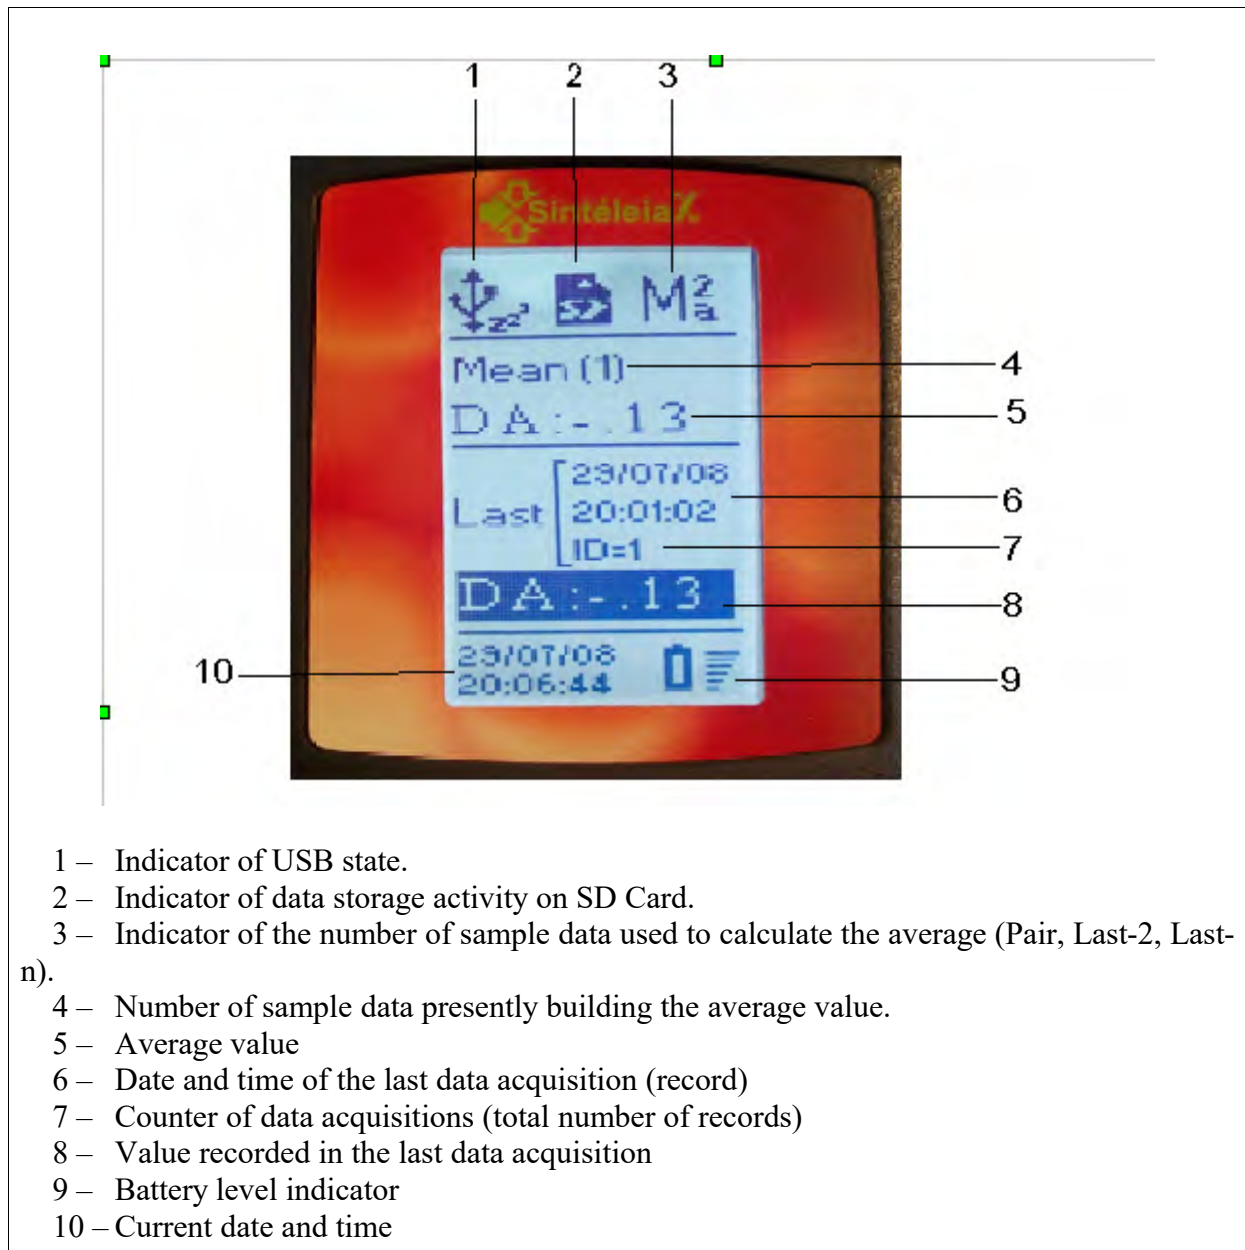 1 2 3
SintéleiaX
M 2 a
zzz
Mean (1)
4
DA:-.13
5
Last
29/07/08
20:01:02
6
ID=1
7
DA:-.13
8
10
29/07/08
20:06:44
9
1 – Indicator of USB state.
2 – Indicator of data storage activity on SD Card.
3 – Indicator of the number of sample data used to calculate the average (Pair, Last-2, Last-
n).
4 – Number of sample data presently building the average value.
5 – Average value
6 – Date and time of the last data acquisition (record)
7 – Counter of data acquisitions (total number of records)
8 – Value recorded in the last data acquisition
9 – Battery level indicator
10 – Current date and time